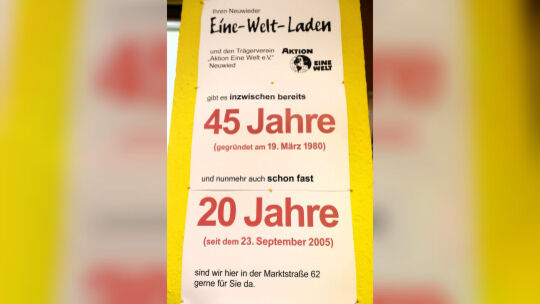 Ihren Neuwieder
Eine-Welt-Laden
und den Trägerverein
„Aktion Eine Welt e.V.“
Neuwied
AKTION
EINE
WELT
gibt es inzwischen bereits
45 Jahre
(gegründet am 19. März 1980)
und nunmehr auch schon fast
20 Jahre
(seit dem 23. September 2005)
sind wir hier in der Marktstraße 62
gerne für Sie da.